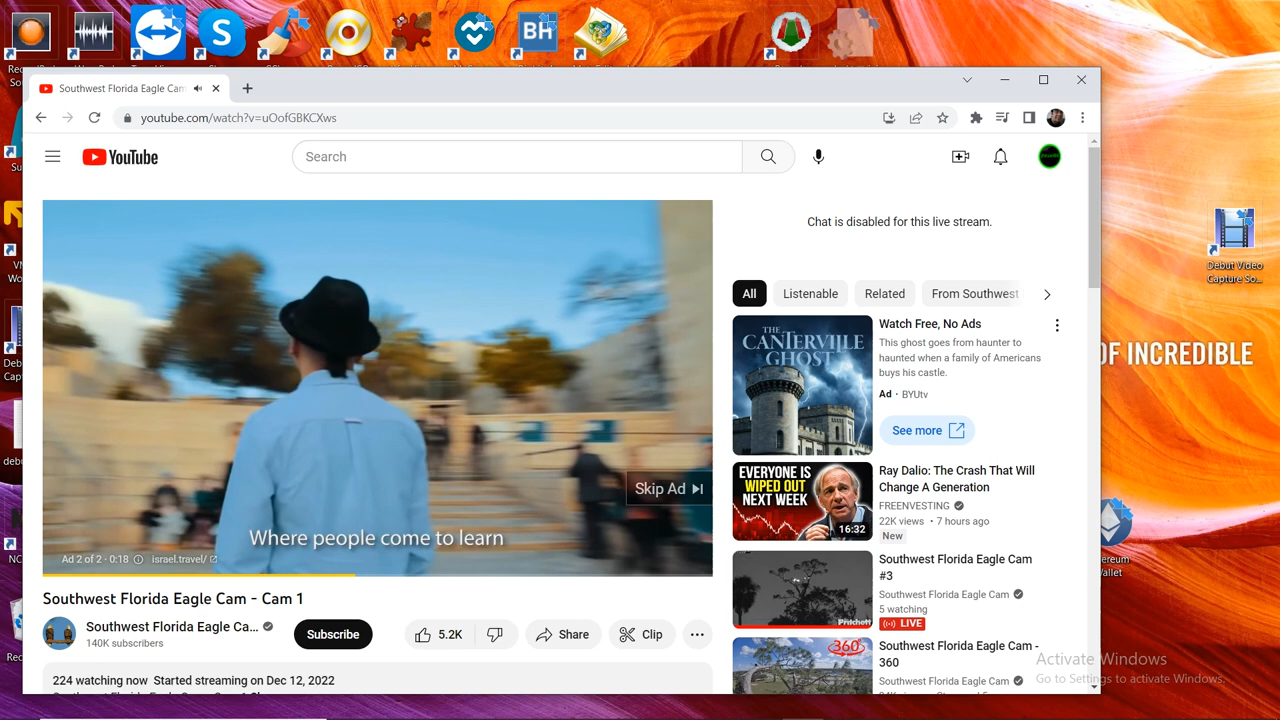 BH
Southwest Florida Eagle Cam
youtube.com/watch?v=uOofGBKCXws
YouTube
Search
Chat is disabled for this live stream.
All
Listenable
Related
From Southwest
THE
CANTERVILLE
GHOST
Watch Free, No Ads
This ghost goes from haunter to
haunted when a family of Americans
buys his castle.
Ad · BYUtv
See more
EVERYONE IS
WIPED OUT
NEXT WEEK
16:32
Ray Dalio: The Crash That Will
Change A Generation
FREENVESTING
22K views • 7 hours ago
New
Pritchett
Southwest Florida Eagle Cam
#3
Southwest Florida Eagle Cam
5 watching
LIVE
360°
Southwest Florida Eagle Cam -
360
Southwest Florida Eagle Cam
Skip Ad
Where people come to learn
Ad 2 of 2 · 0:18
israel.travel/
Southwest Florida Eagle Cam - Cam 1
Southwest Florida Eagle Ca...
140K subscribers
Subscribe
5.2K
Share
Clip
224 watching now Started streaming on Dec 12, 2022
OF INCREDIBLE
Debut Video
Capture So...
Activate Windows
Go to Settings to activate Windows.